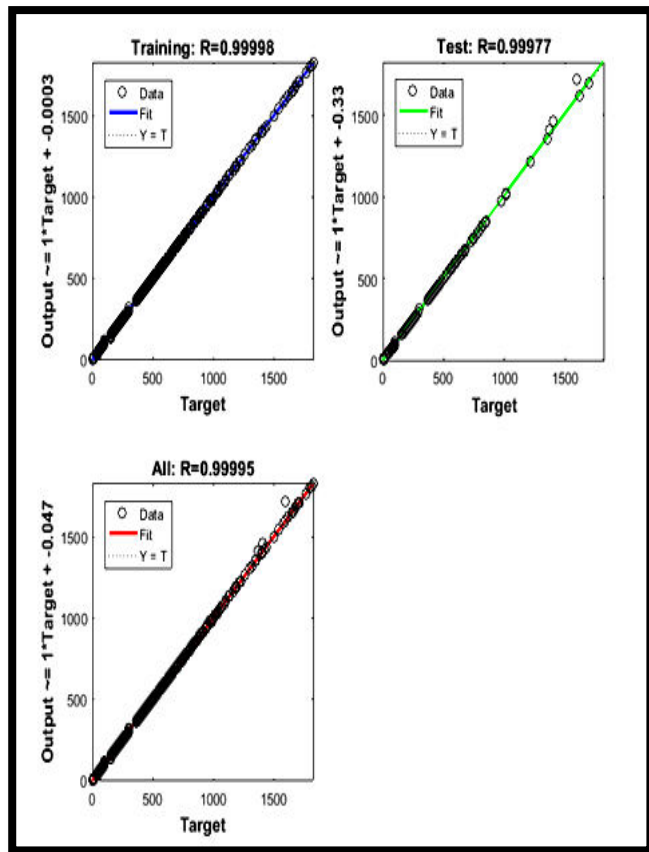 Training: R=0.99998
Data
Fit
Y = T
Output ~= 1*Target + -0.0003
1500
1000
500
0
0 500 1000 1500
Target
Test: R=0.99977
Data
Fit
Y = T
Output ~= 1*Target + -0.33
1500
1000
500
0
0 500 1000 1500
Target
All: R=0.99995
Data
Fit
Y = T
Output ~= 1*Target + -0.047
1500
1000
500
0
0 500 1000 1500
Target